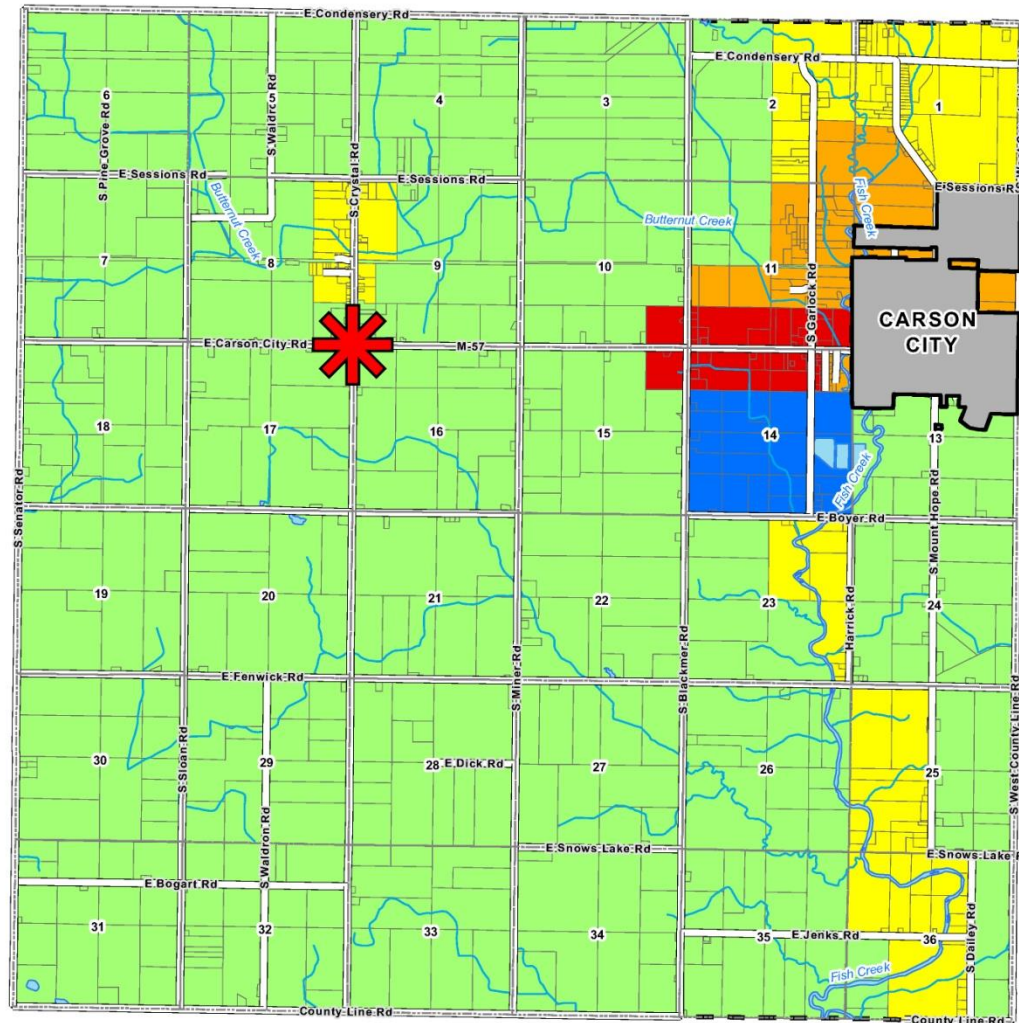 E Condensery Rd
E Condensery Rd
6
5
4
3
2
1
S Pine Grove Rd
S Waldron Rd
S Crystal Rd
E Sessions Rd
E Sessions Rd
E Sessions R
Butternut Creek
Butternut Creek
Fish Creek
7
8
9
10
11
S Garlock Rd
CARSON
CITY
E Carson City Rd
M-57
18
17
16
15
14
13
Fish Creek
S Senator Rd
E Boyer Rd
S Mount Hope Rd
19
20
21
22
23
24
Harrick Rd
E Fenwick Rd
S Miner Rd
S Blackmer Rd
S West County Line Rd
30
29
28
E Dick Rd
27
26
25
S Sloan Rd
S Waldron Rd
E Snows Lake Rd
E Snows Lake R
E Bogart Rd
31
32
33
34
35
E Jenks Rd
36
S Dailey Rd
Fish Creek
County Line Rd
County Line Rd